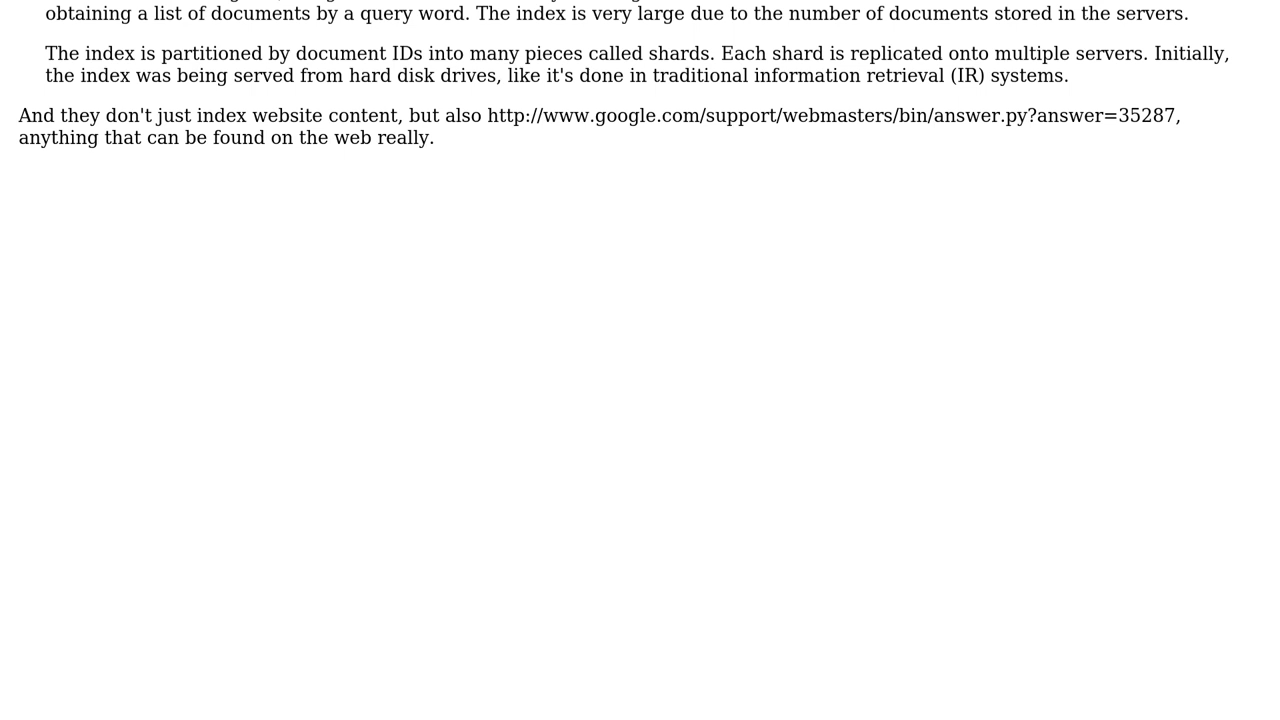 obtaining a list of documents by a query word. The index is very large due to the number of documents stored in the servers.
The index is partitioned by document IDs into many pieces called shards. Each shard is replicated onto multiple servers. Initially,
the index was being served from hard disk drives, like it's done in traditional information retrieval (IR) systems.
And they don't just index website content, but also http://www.google.com/support/webmasters/bin/answer.py?answer=35287,
anything that can be found on the web really.